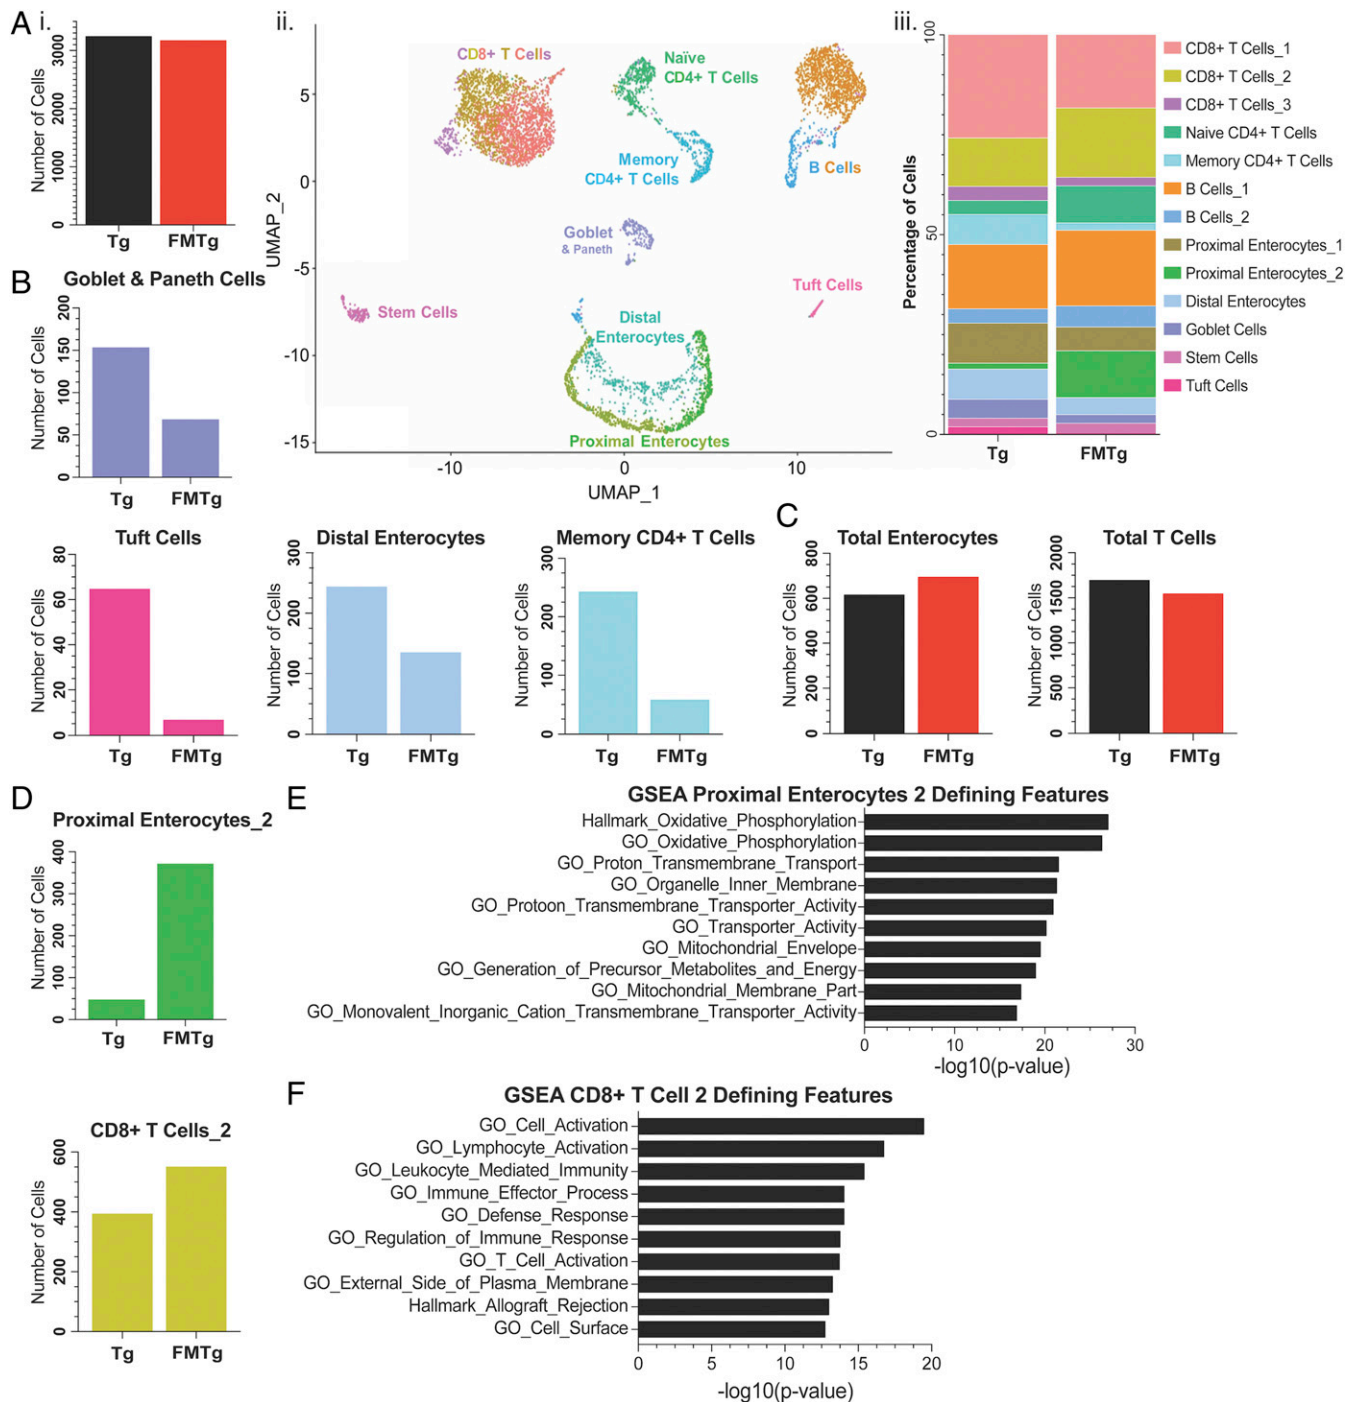 A
i.
Number of Cells
3000
2000
1000
0
Tg
FMTg
ii.
UMAP_2
5
0
-5
-10
-15
-10
0
10
UMAP_1
CD8+ T Cells
Naïve
CD4+ T Cells
Memory
CD4+ T Cells
B Cells
Goblet
& Paneth
Stem Cells
Tuft Cells
Distal
Enterocytes
Proximal Enterocytes
iii.
Percentage of Cells
100
50
0
Tg
FMTg
CD8+ T Cells_1
CD8+ T Cells_2
CD8+ T Cells_3
Naive CD4+ T Cells
Memory CD4+ T Cells
B Cells_1
B Cells_2
Proximal Enterocytes_1
Proximal Enterocytes_2
Distal Enterocytes
Goblet Cells
Stem Cells
Tuft Cells
B
Goblet & Paneth Cells
Number of Cells
200
150
100
50
0
Tg
FMTg
Tuft Cells
Number of Cells
80
60
40
20
0
Tg
FMTg
Distal Enterocytes
Number of Cells
300
200
100
0
Tg
FMTg
Memory CD4+ T Cells
Number of Cells
300
200
100
0
Tg
FMTg
C
Total Enterocytes
Number of Cells
800
600
400
200
0
Tg
FMTg
Total T Cells
Number of Cells
2000
1500
1000
500
0
Tg
FMTg
D
Proximal Enterocytes_2
Number of Cells
400
300
200
100
0
Tg
FMTg
CD8+ T Cells_2
Number of Cells
600
400
200
0
Tg
FMTg
E
GSEA Proximal Enterocytes 2 Defining Features
Hallmark_Oxidative_Phosphorylation
GO_Oxidative_Phosphorylation
GO_Proton_Transmembrane_Transport
GO_Organelle_Inner_Membrane
GO_Protoon_Transmembrane_Transporter_Activity
GO_Transporter_Activity
GO_Mitochondrial_Envelope
GO_Generation_of_Precursor_Metabolites_and_Energy
GO_Mitochondrial_Membrane_Part
GO_Monovalent_Inorganic_Cation_Transmembrane_Transporter_Activity
0
10
20
30
-log10(p-value)
F
GSEA CD8+ T Cell 2 Defining Features
GO_Cell_Activation
GO_Lymphocyte_Activation
GO_Leukocyte_Mediated_Immunity
GO_Immune_Effector_Process
GO_Defense_Response
GO_Regulation_of_Immune_Response
GO_T_Cell_Activation
GO_External_Side_of_Plasma_Membrane
Hallmark_Allograft_Rejection
GO_Cell_Surface
0
5
10
15
20
-log10(p-value)